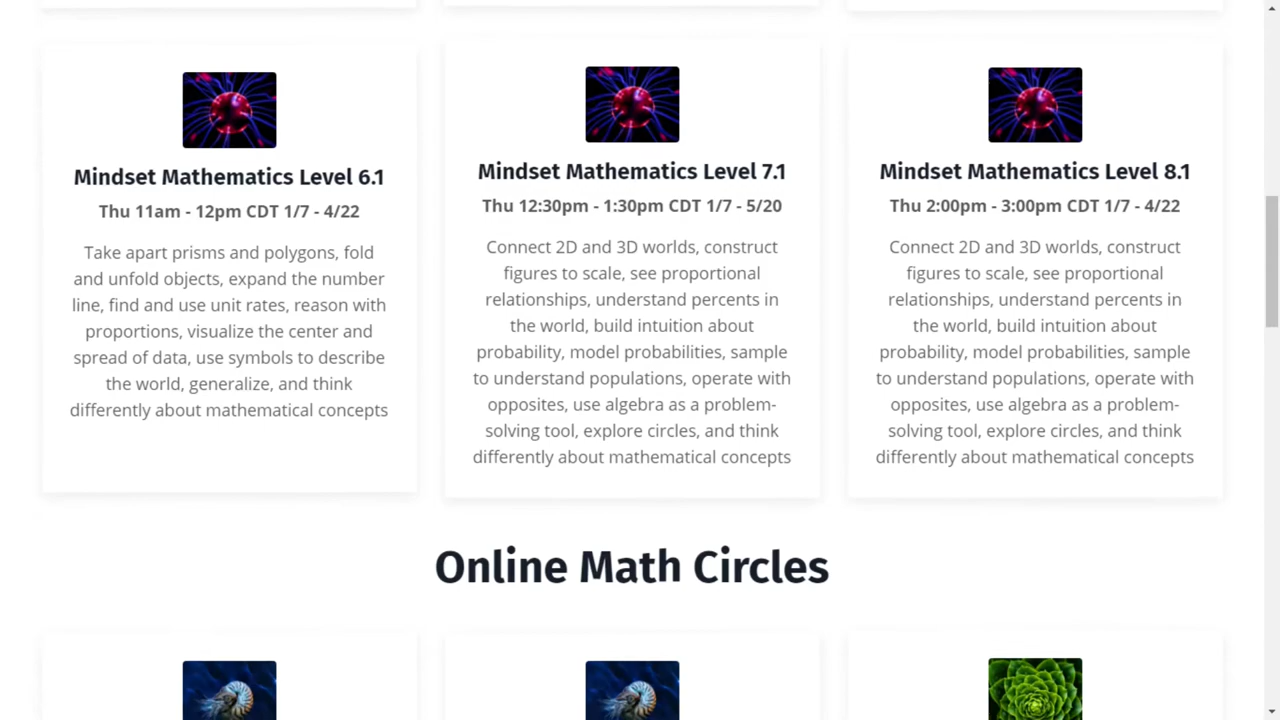 Mindset Mathematics Level 6.1
Thu 11am - 12pm CDT 1/7 - 4/22
Take apart prisms and polygons, fold
and unfold objects, expand the number
line, find and use unit rates, reason with
proportions, visualize the center and
spread of data, use symbols to describe
the world, generalize, and think
differently about mathematical concepts
Mindset Mathematics Level 7.1
Thu 12:30pm - 1:30pm CDT 1/7 - 5/20
Connect 2D and 3D worlds, construct
figures to scale, see proportional
relationships, understand percents in
the world, build intuition about
probability, model probabilities, sample
to understand populations, operate with
opposites, use algebra as a problem-
solving tool, explore circles, and think
differently about mathematical concepts
Mindset Mathematics Level 8.1
Thu 2:00pm - 3:00pm CDT 1/7 - 4/22
Connect 2D and 3D worlds, construct
figures to scale, see proportional
relationships, understand percents in
the world, build intuition about
probability, model probabilities, sample
to understand populations, operate with
opposites, use algebra as a problem-
solving tool, explore circles, and think
differently about mathematical concepts
Online Math Circles